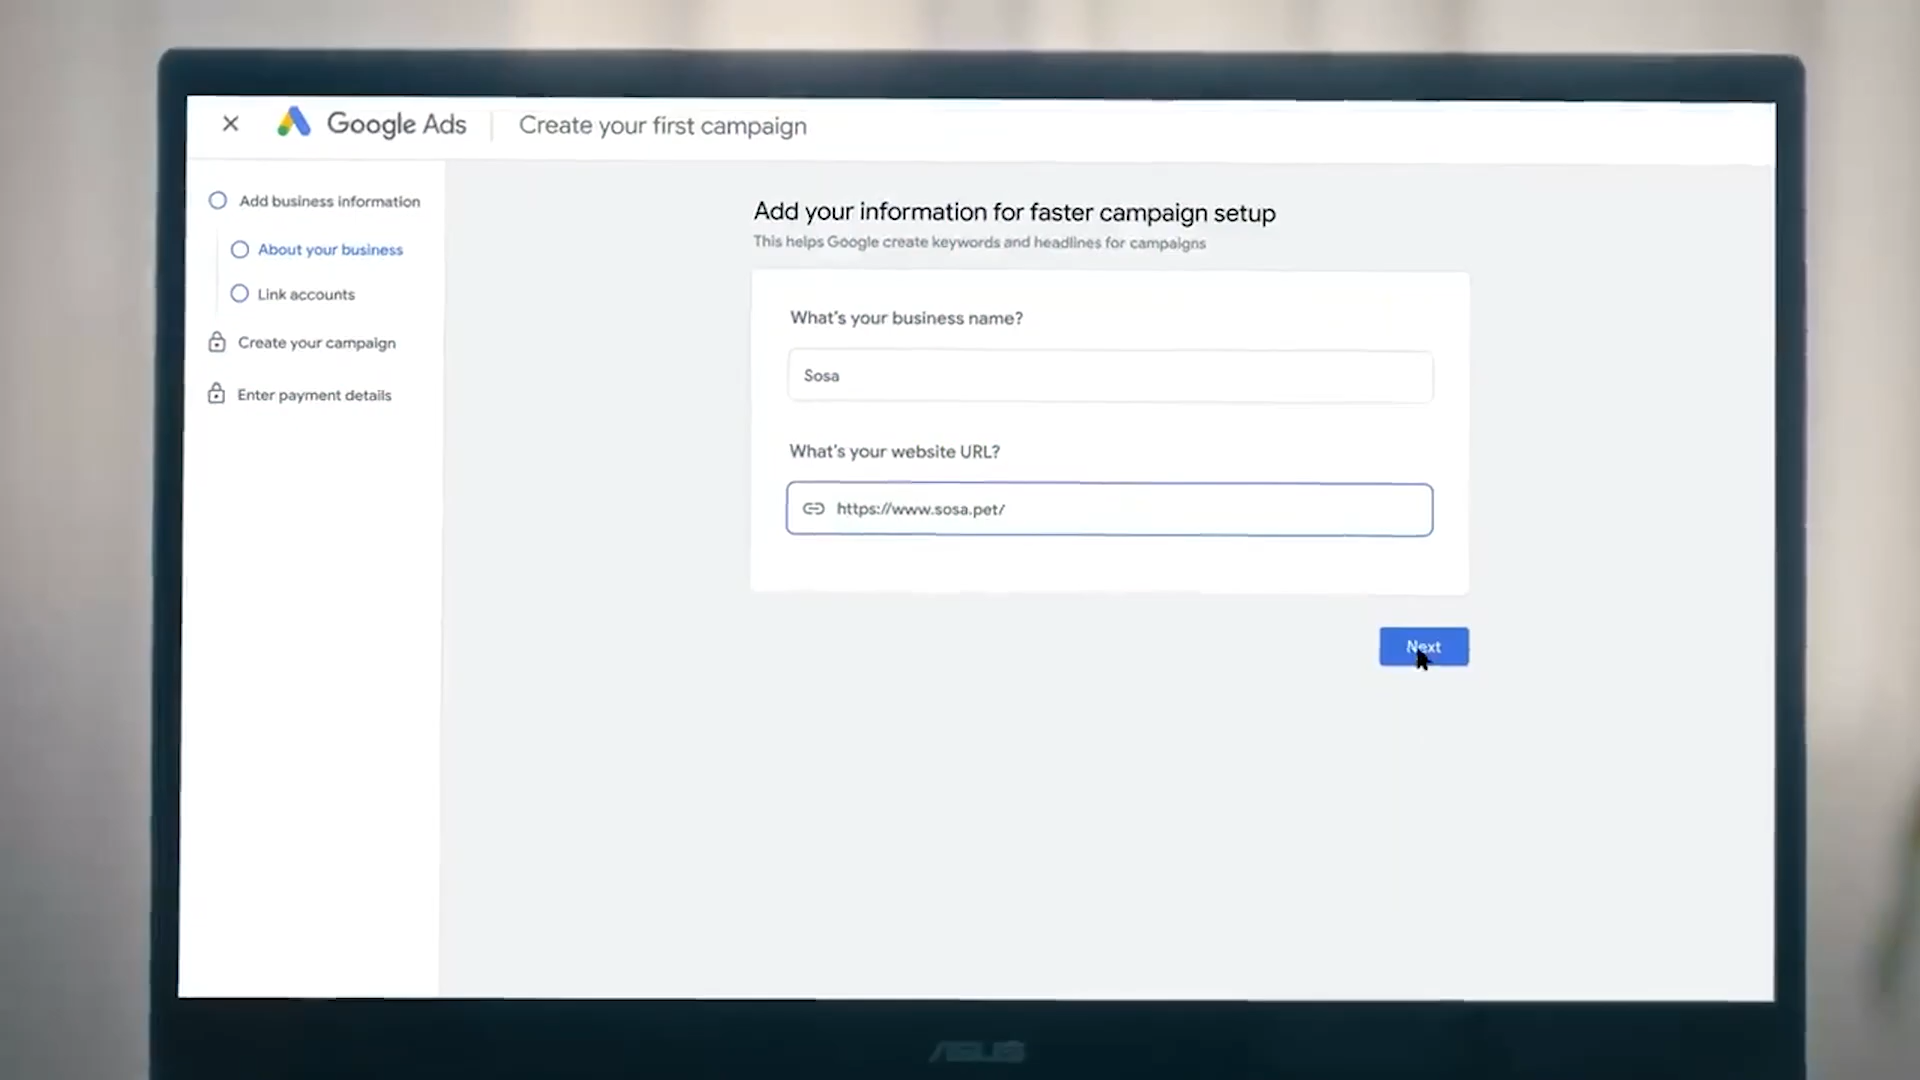 Google Ads
Create your first campaign
Add business information
About your business
Link accounts
Create your campaign
Enter payment details
Add your information for faster campaign setup
This helps Google create keywords and headlines for campaigns
What's your business name?
Sosa
What's your website URL?
https://www.sosa.pet/
Next
ASUS